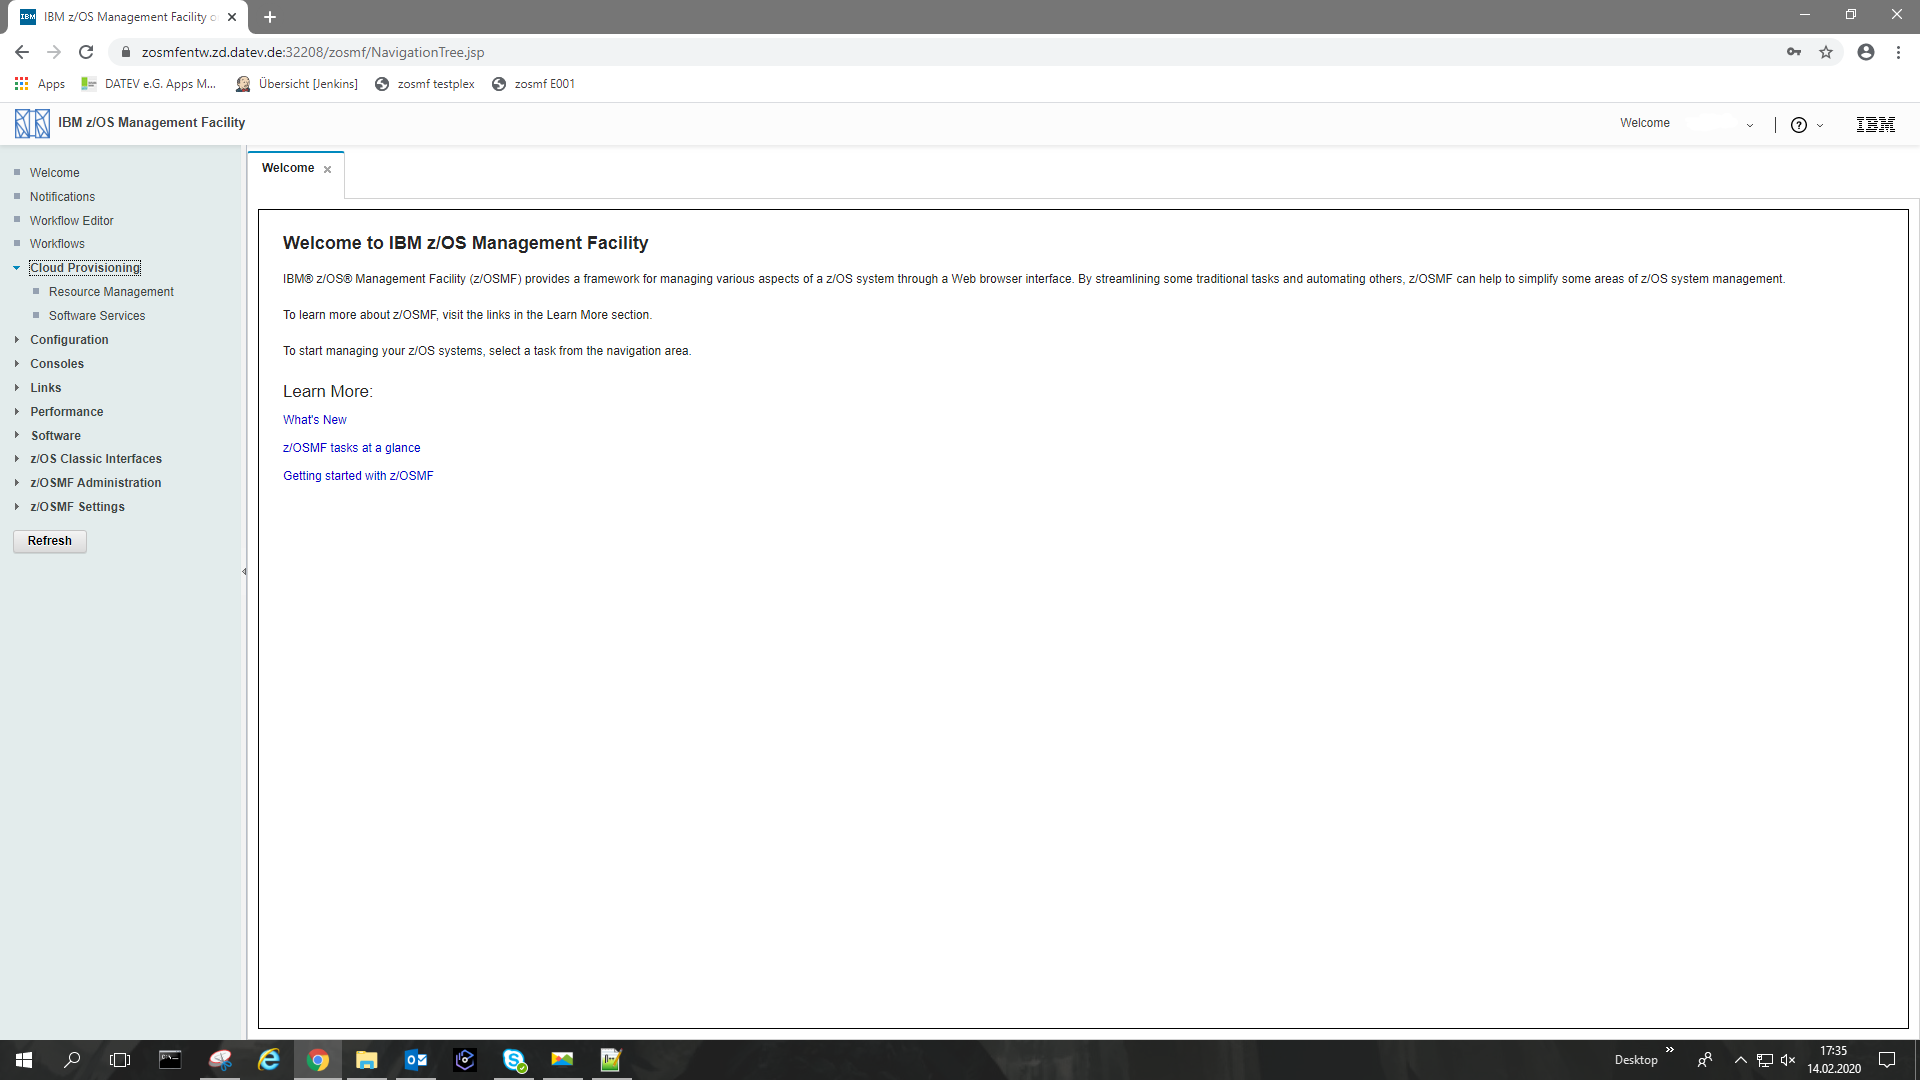 IBM z/OS Management Facility o
zosmfentw.zd.datev.de:32208/zosmf/NavigationTree.jsp
Apps
DATEV e.G. Apps M...
Übersicht [Jenkins]
zosmf testplex
zosmf E001
IBM z/OS Management Facility
Welcome
IBM
Welcome
Notifications
Workflow Editor
Workflows
Cloud Provisioning
Resource Management
Software Services
Configuration
Consoles
Links
Performance
Software
z/OS Classic Interfaces
z/OSMF Administration
z/OSMF Settings
Refresh
Welcome
Welcome to IBM z/OS Management Facility
IBM® z/OS® Management Facility (z/OSMF) provides a framework for managing various aspects of a z/OS system through a Web browser interface. By streamlining some traditional tasks and automating others, z/OSMF can help to simplify some areas of z/OS system management.
To learn more about z/OSMF, visit the links in the Learn More section.
To start managing your z/OS systems, select a task from the navigation area.
Learn More:
What's New
z/OSMF tasks at a glance
Getting started with z/OSMF
Desktop
17:35
14.02.2020